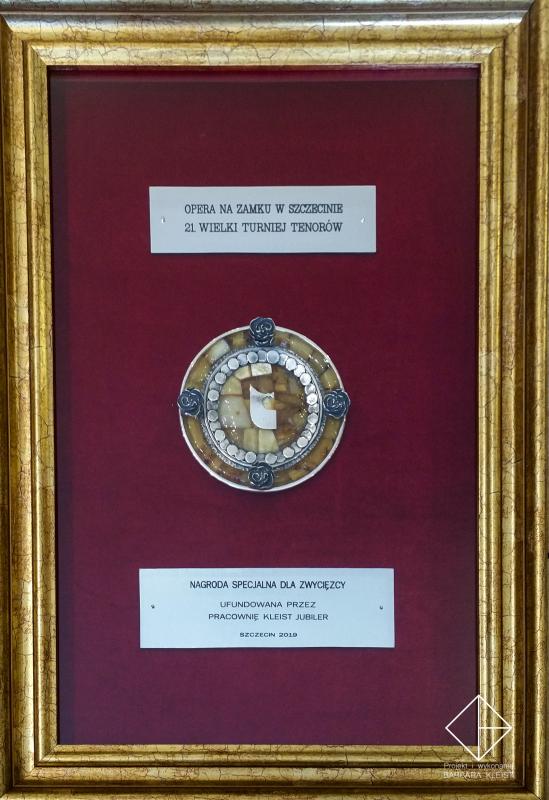 OPERA NA ZAMKU W SZCZECINIE
21. WIELKI TURNIEJ TENORÓW
NAGRODA SPECJALNA DLA ZWYCIĘZCY
UFUNDOWANA PRZEZ
PRACOWNIĘ KLEIST JUBILER
SZCZECIN 2019
Projekt i wykonanie
BARBARA KLEIST